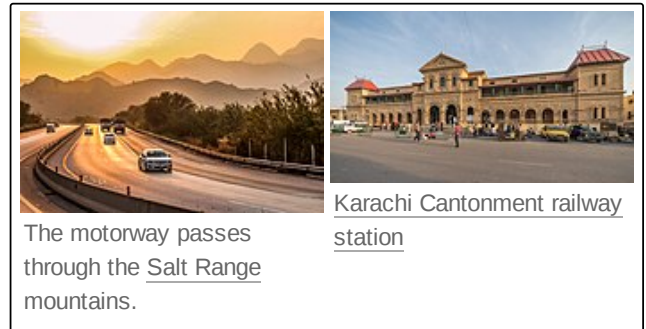 The motorway passes
through the Salt Range
mountains.
Karachi Cantonment railway
station